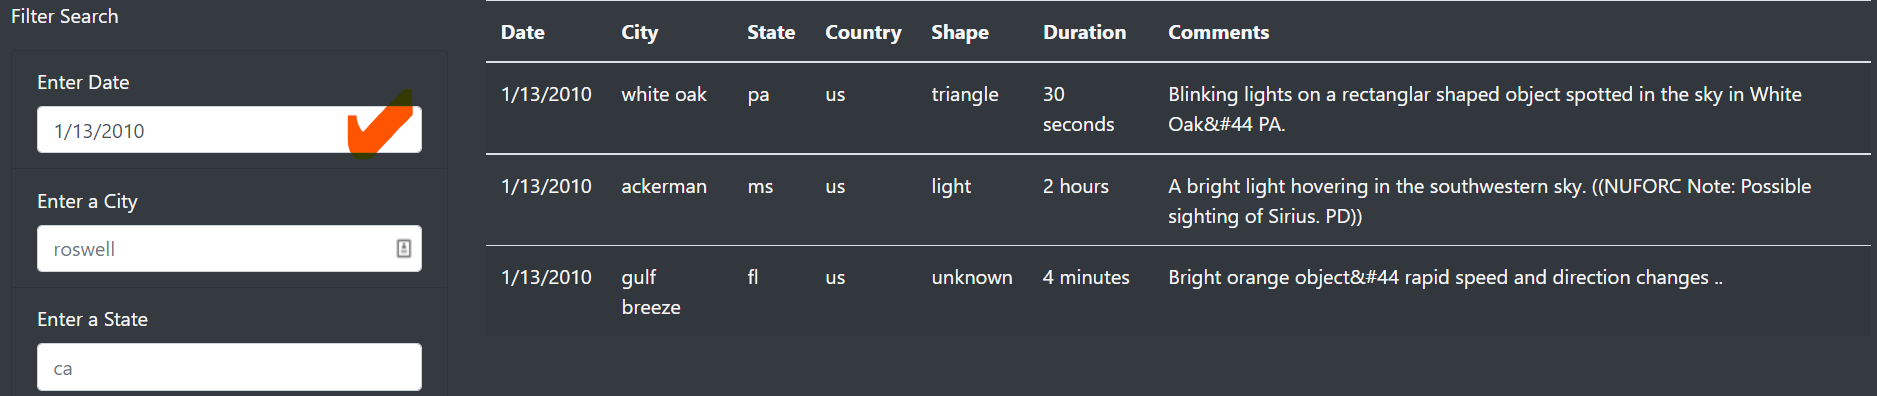 Filter Search
Enter Date
1/13/2010
Enter a City
roswell
Enter a State
ca
Date City State Country Shape Duration Comments
1/13/2010 white oak pa us triangle 30 Blinking lights on a rectanglar shaped object spotted in the sky in White
seconds Oak&#44 PA.
1/13/2010 ackerman ms us light 2 hours A bright light hovering in the southwestern sky. ((NUFORC Note: Possible
sighting of Sirius. PD))
1/13/2010 gulf fl us unknown 4 minutes Bright orange object&#44 rapid speed and direction changes ..
breeze